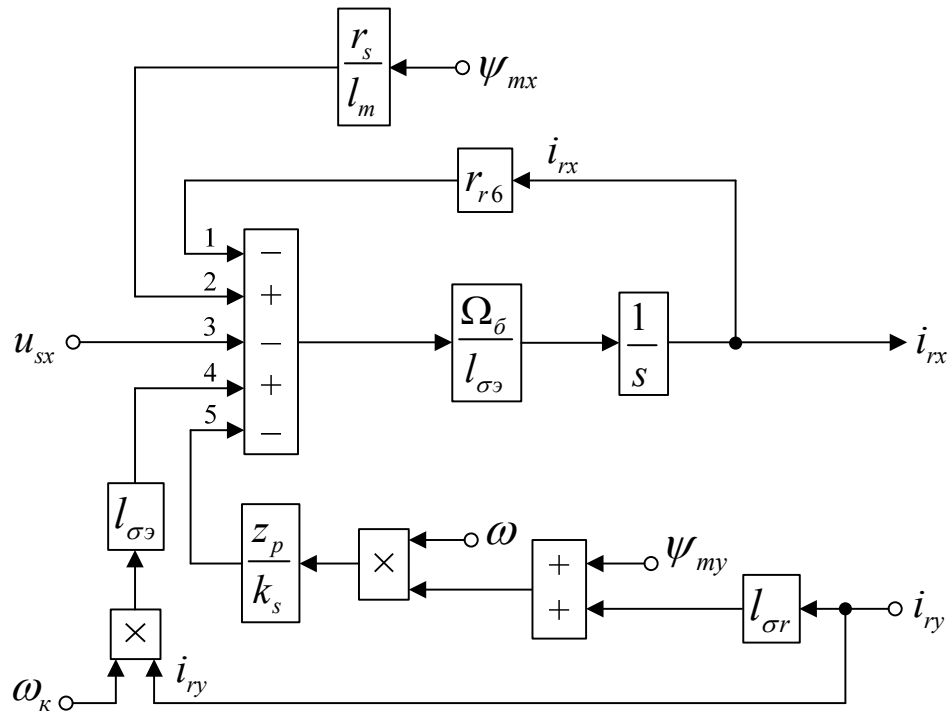 r_s
l_m
ψ_mx
i_rx
r_r6
1 −
2 +
u_sx
3 −
Ω_б
l_σэ
1
s
i_rx
4 +
5 −
l_σэ
z_p
k_s
×
ω
+
+
ψ_my
l_σr
i_ry
×
i_ry
ω_к